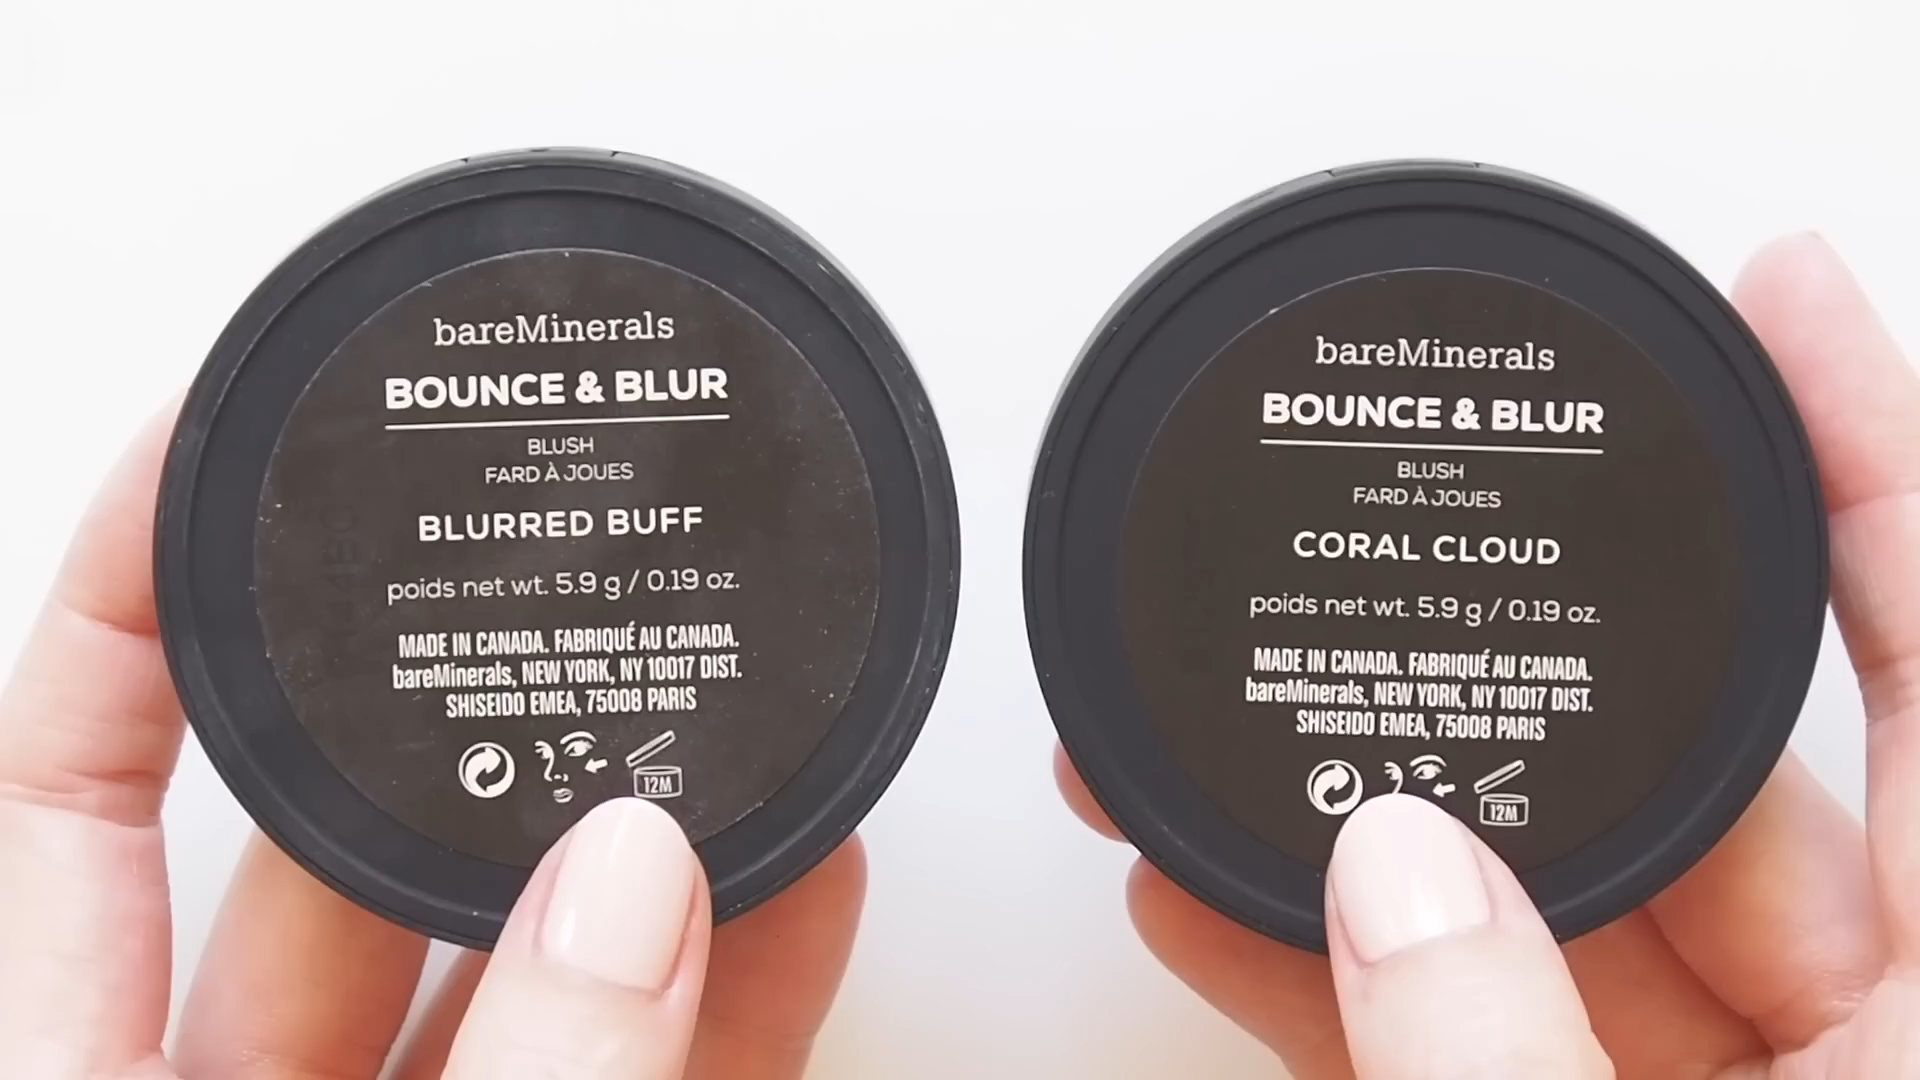 bareMinerals
BOUNCE & BLUR
BLUSH
FARD À JOUES
BLURRED BUFF
poids net wt. 5.9 g / 0.19 oz.
MADE IN CANADA. FABRIQUÉ AU CANADA.
bareMinerals, NEW YORK, NY 10017 DIST.
SHISEIDO EMEA, 75008 PARIS
12M
bareMinerals
BOUNCE & BLUR
BLUSH
FARD À JOUES
CORAL CLOUD
poids net wt. 5.9 g / 0.19 oz.
MADE IN CANADA. FABRIQUÉ AU CANADA.
bareMinerals, NEW YORK, NY 10017 DIST.
SHISEIDO EMEA, 75008 PARIS
12M